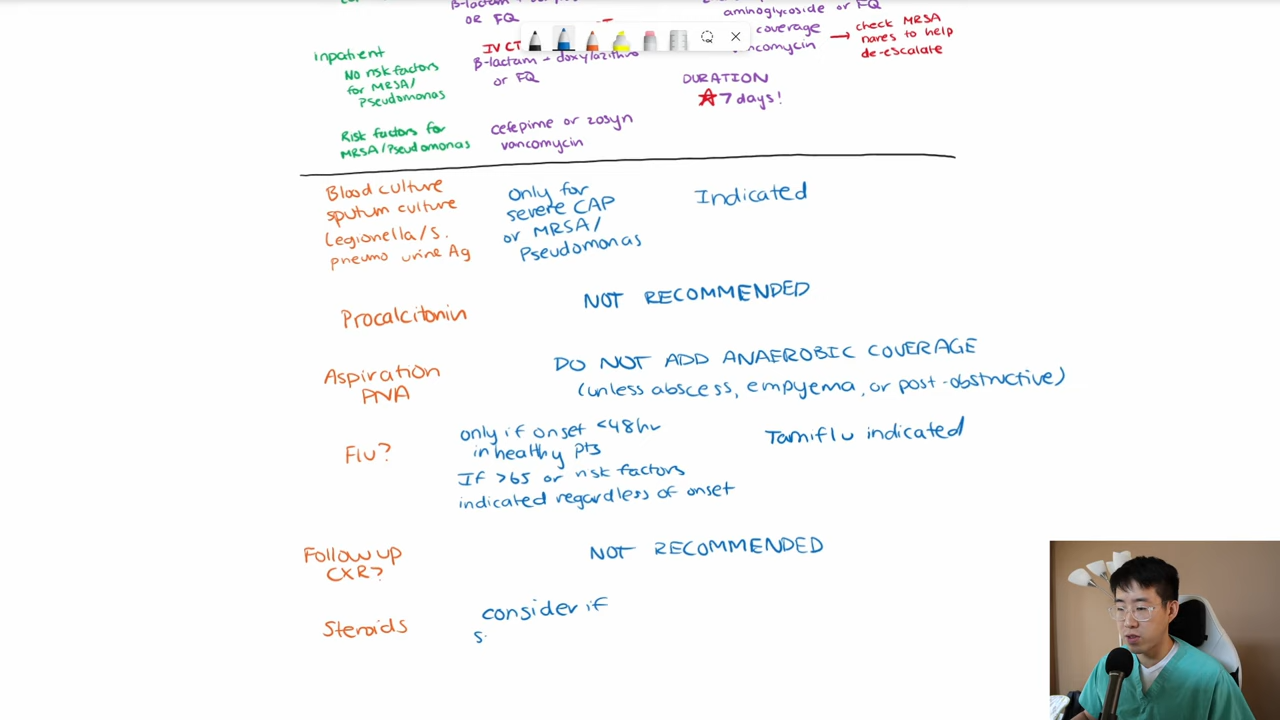 OR FQ
aminoglycoside or FQ
coverage
check MRSA
nares to help
de-escalate
inpatient
No risk factors
for MRSA/
Pseudomonas
IV CT
β-lactam + doxy/azithro
or FQ
DURATION
☆ 7 days!
Risk factors for
MRSA/Pseudomonas
cefepime or zosyn
vancomycin
Blood culture
sputum culture
Legionella/S.
pneumo urine Ag
Only for
severe CAP
or MRSA/
Pseudomonas
Indicated
Procalcitonin
NOT RECOMMENDED
Aspiration
PNA
DO NOT ADD ANAEROBIC COVERAGE
(unless abscess, empyema, or post-obstructive)
Flu?
only if onset <48hr
in healthy pts
If >65 or risk factors
indicated regardless of onset
Tamiflu indicated
Follow up
CXR?
NOT RECOMMENDED
Steroids
consider if
s